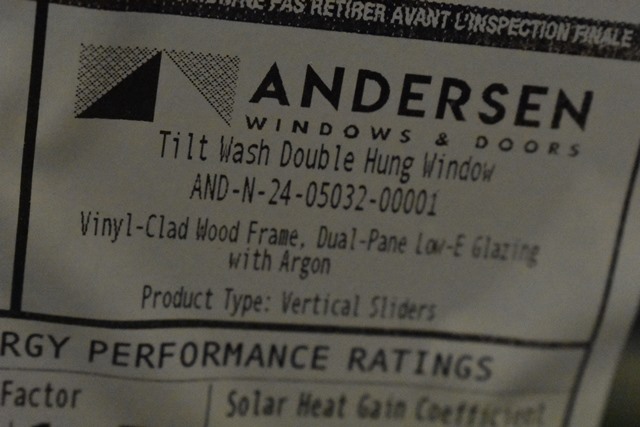 PAS RETIRER AVANT L'INSPECTION FINALE
ANDERSEN
WINDOWS & DOORS
Tilt Wash Double Hung Window
AND-N-24-05032-00001
Vinyl-Clad Wood Frame, Dual-Pane Low-E Glazing
with Argon
Product Type: Vertical Sliders
RGY PERFORMANCE RATINGS
Factor
Solar Heat Gain Coefficient